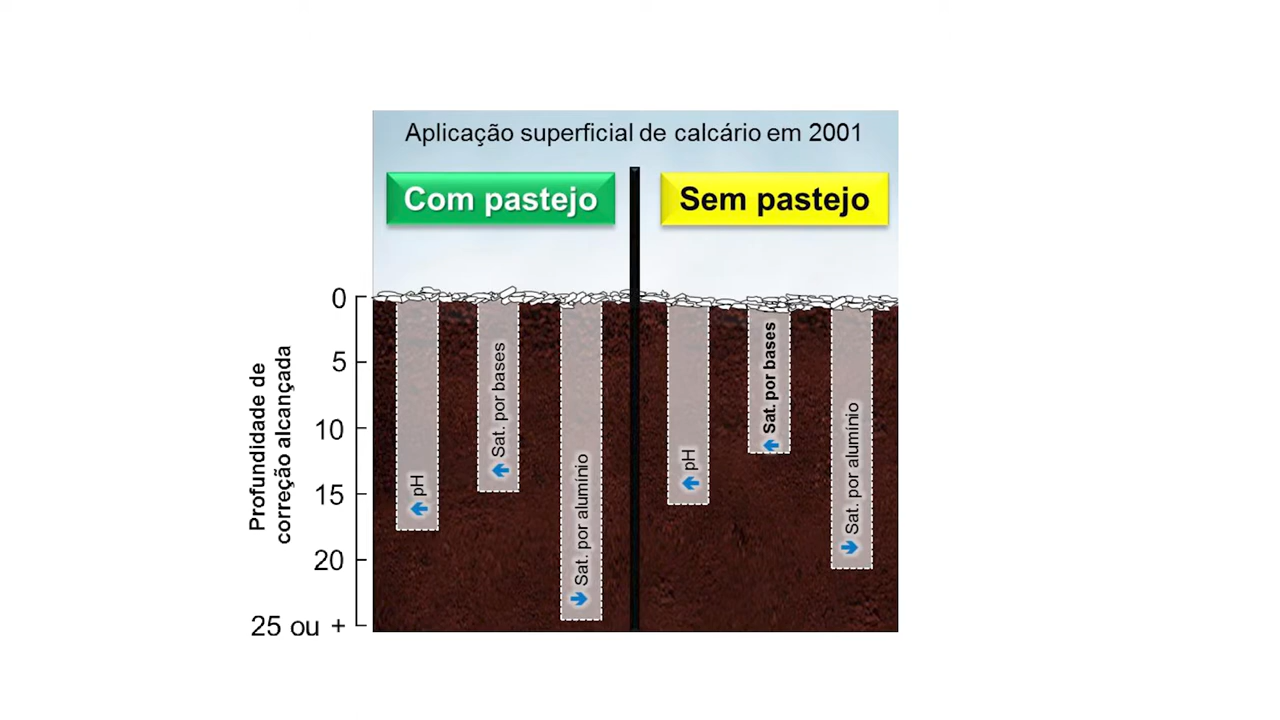 Aplicação superficial de calcário em 2001
Com pastejo
Sem pastejo
Profundidade de
correção alcançada
0
5
10
15
20
25 ou +
pH
Sat. por bases
Sat. por alumínio
pH
Sat. por bases
Sat. por alumínio